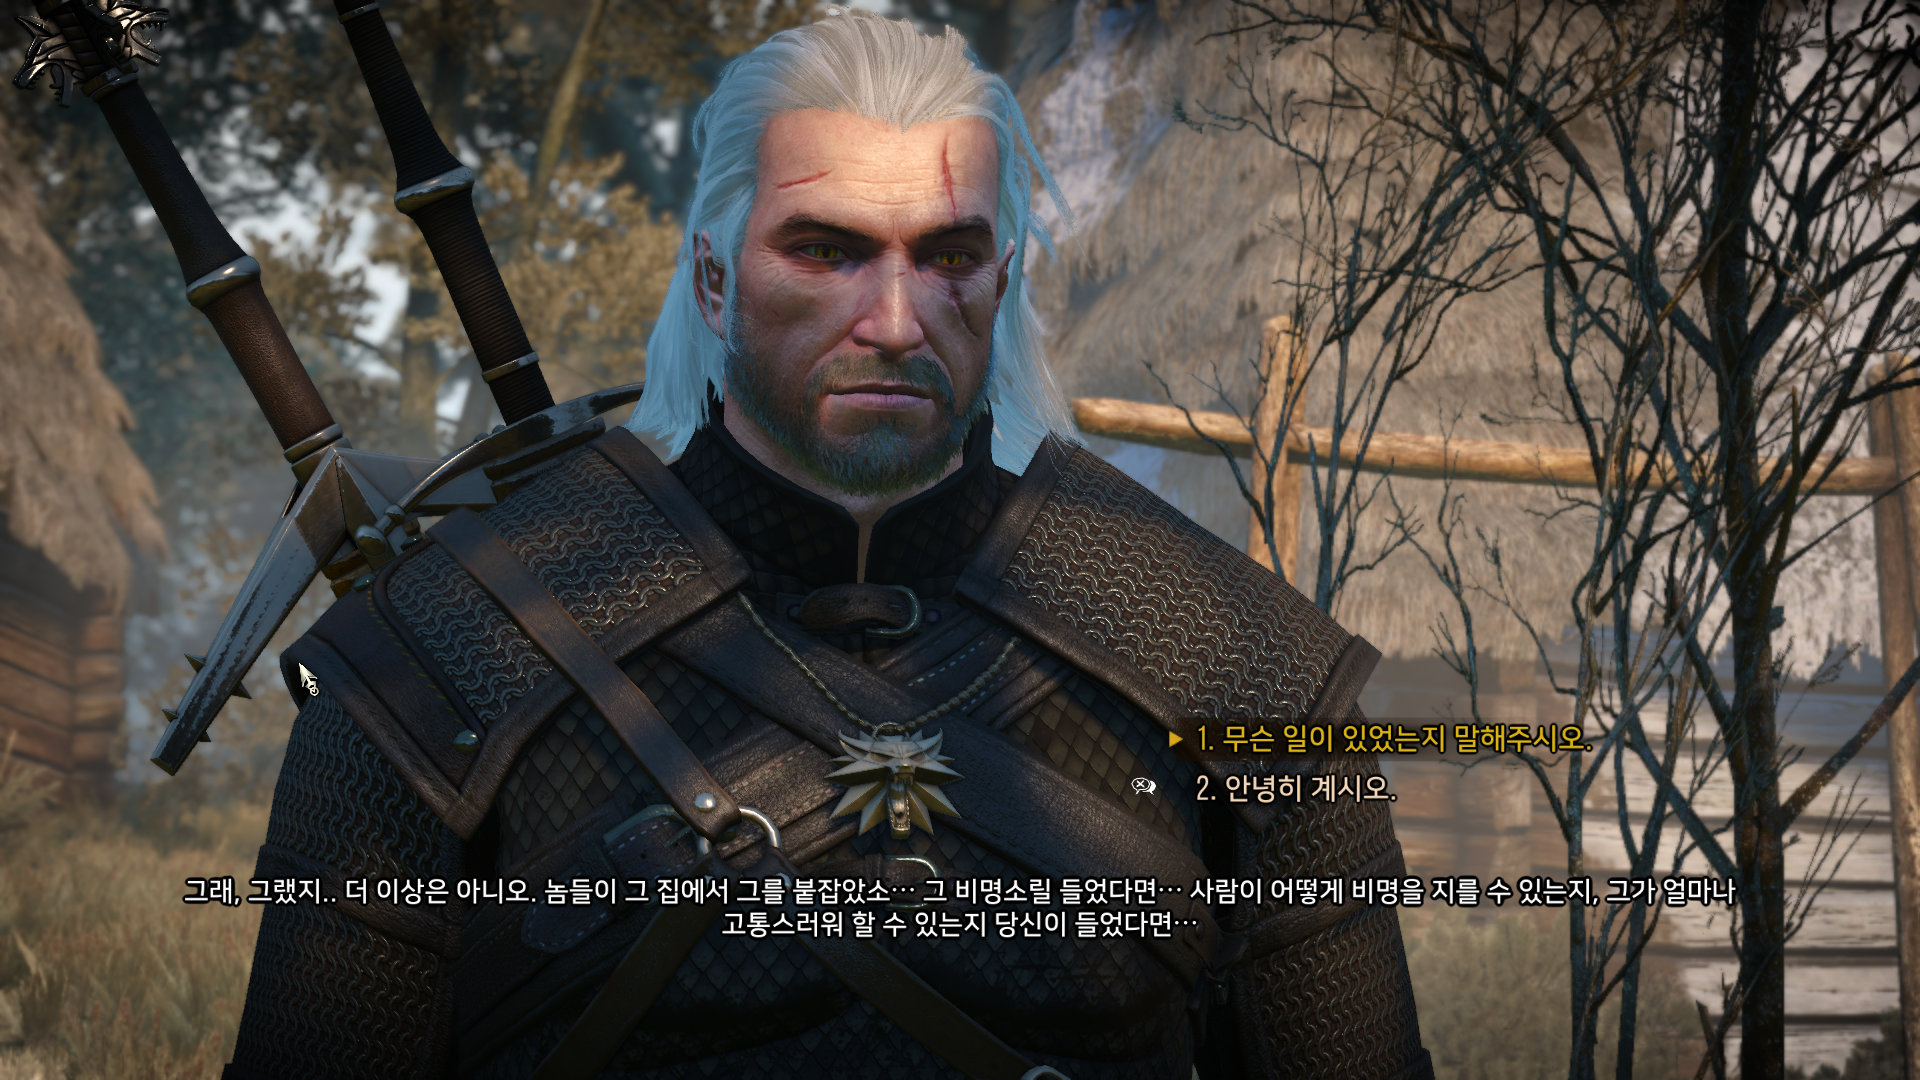 1. 무슨 일이 있었는지 말해주시오.
2. 안녕히 계시오.
그래, 그랬지.. 더 이상은 아니오. 놈들이 그 집에서 그를 붙잡았소… 그 비명소릴 들었다면… 사람이 어떻게 비명을 지를 수 있는지, 그가 얼마나
고통스러워 할 수 있는지 당신이 들었다면…